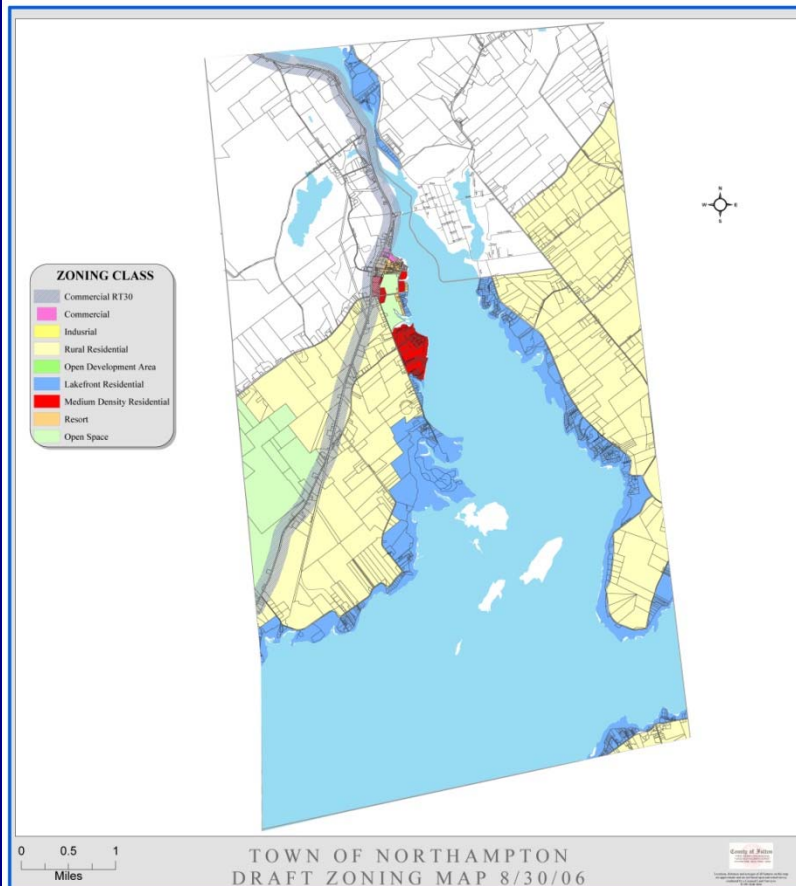 N
W E
S
ZONING CLASS
Commercial RT30
Commercial
Indusrial
Rural Residential
Open Development Area
Lakefront Residential
Medium Density Residential
Resort
Open Space
0 0.5 1
Miles
TOWN OF NORTHAMPTON
DRAFT ZONING MAP 8/30/06
County of Fulton